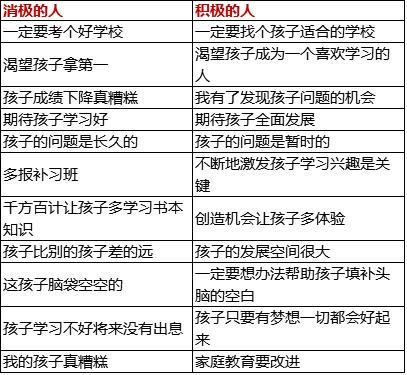 消极的人 积极的人
一定要考个好学校 一定要找个孩子适合的学校
渴望孩子拿第一 渴望孩子成为一个喜欢学习的
人
孩子成绩下降真糟糕 我有了发现孩子问题的机会
期待孩子学习好 期待孩子全面发展
孩子的问题是长久的 孩子的问题是暂时的
多报补习班 不断地激发孩子学习兴趣是关
键
千方百计让孩子多学习书本
知识 创造机会让孩子多体验
孩子比别的孩子差的远 孩子的发展空间很大
这孩子脑袋空空的 一定要想办法帮助孩子填补头
脑的空白
孩子学习不好将来没有出息 孩子只要有梦想一切都会好起
来
我的孩子真糟糕 家庭教育要改进